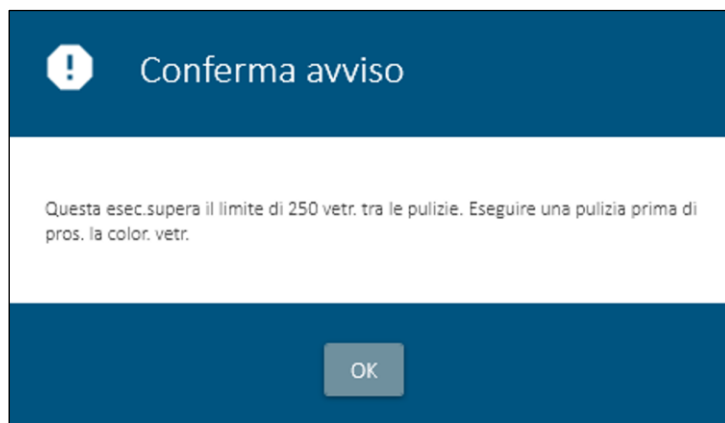 Conferma avviso
Questa esec.supera il limite di 250 vetr. tra le pulizie. Eseguire una pulizia prima di
pros. la color. vetr.
OK